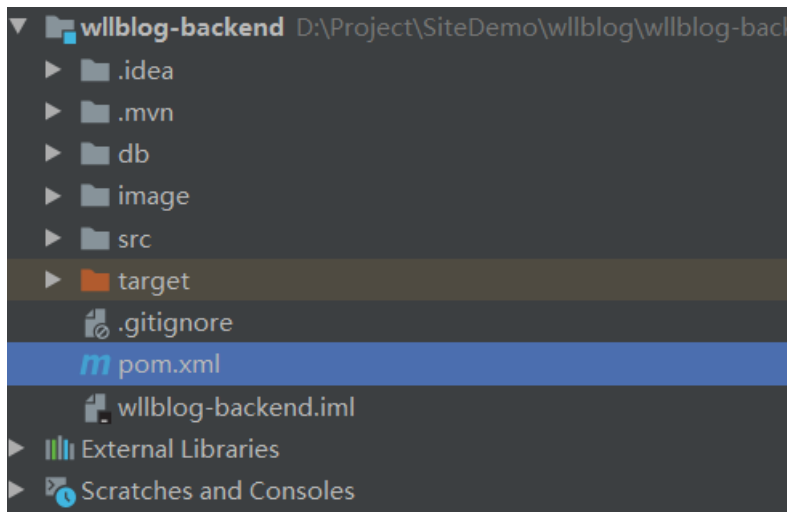 wllblog-backend D:\Project\SiteDemo\wllblog\wllblog-back
.idea
.mvn
db
image
src
target
.gitignore
m pom.xml
wllblog-backend.iml
External Libraries
Scratches and Consoles